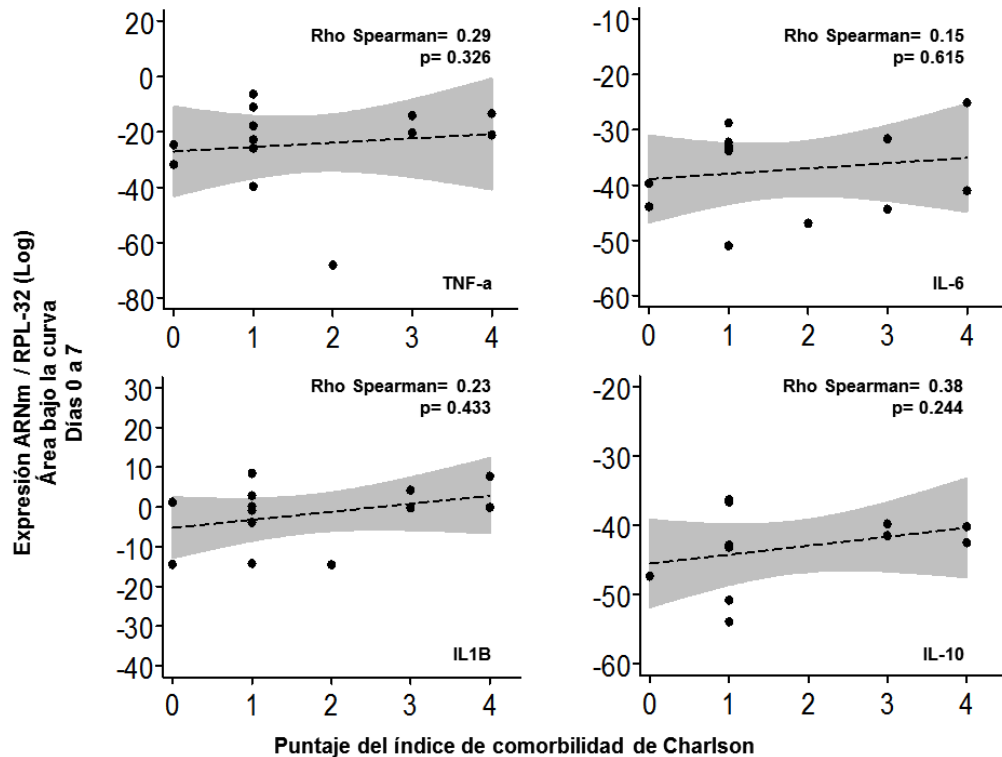 Expresión ARNm / RPL-32 (Log)
Área bajo la curva
Días 0 a 7
20
0
-20
-40
-60
-80
Rho Spearman= 0.29
p= 0.326
TNF-a
0 1 2 3 4
-10
-20
-30
-40
-50
-60
Rho Spearman= 0.15
p= 0.615
IL-6
0 1 2 3 4
30
20
10
0
-10
-20
-30
-40
Rho Spearman= 0.23
p= 0.433
IL1B
0 1 2 3 4
-20
-30
-40
-50
-60
Rho Spearman= 0.38
p= 0.244
IL-10
0 1 2 3 4
Puntaje del índice de comorbilidad de Charlson